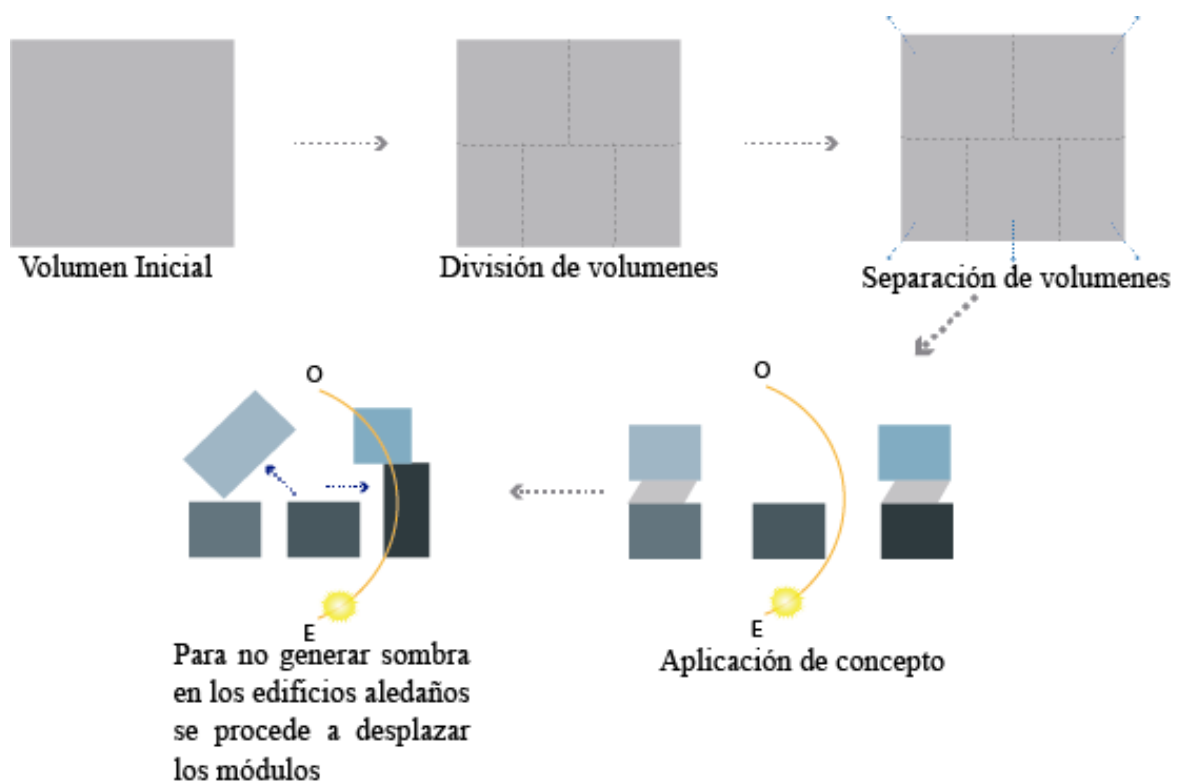 Volumen Inicial
División de volumenes
Separación de volumenes
O
E
Para no generar sombra
en los edificios aledaños
se procede a desplazar
los módulos
O
E
Aplicación de concepto